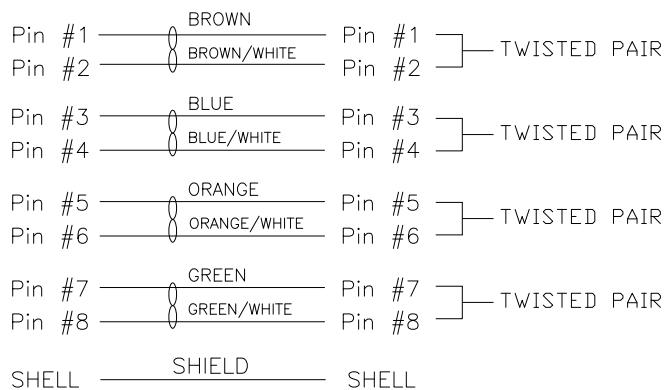 BROWN
Pin #1 Pin #1
BROWN/WHITE TWISTED PAIR
Pin #2 Pin #2
BLUE
Pin #3 Pin #3
BLUE/WHITE TWISTED PAIR
Pin #4 Pin #4
ORANGE
Pin #5 Pin #5
ORANGE/WHITE TWISTED PAIR
Pin #6 Pin #6
GREEN
Pin #7 Pin #7
GREEN/WHITE TWISTED PAIR
Pin #8 Pin #8
SHIELD
SHELL SHELL